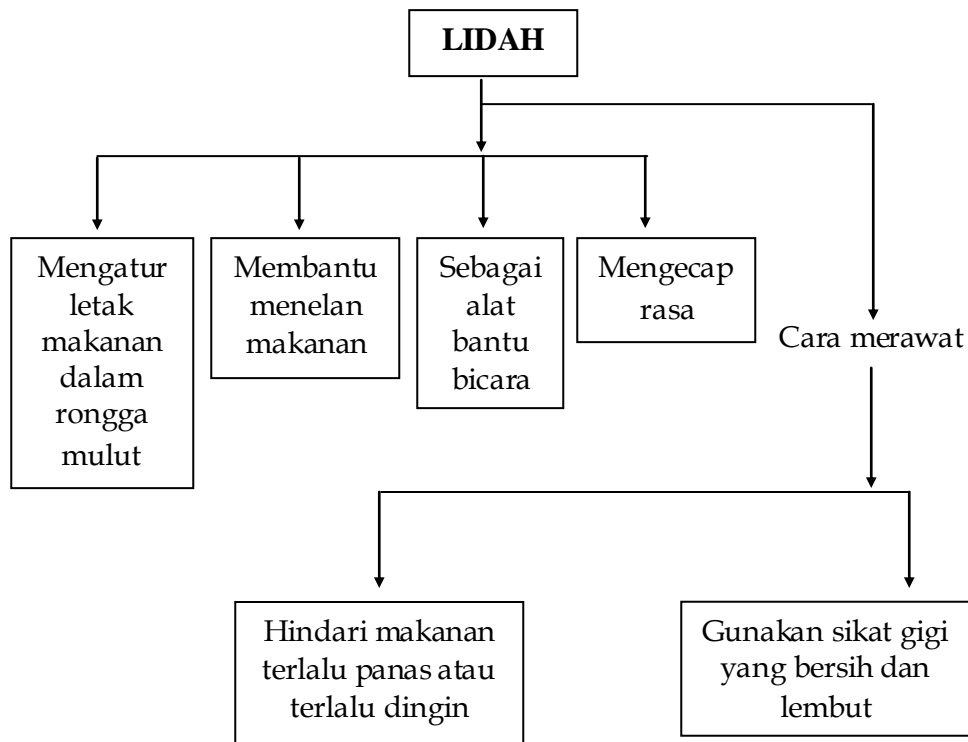 LIDAH
Mengatur
letak
makanan
dalam
rongga
mulut
Membantu
menelan
makanan
Sebagai
alat
bantu
bicara
Mengecap
rasa
Cara merawat
Hindari makanan
terlalu panas atau
terlalu dingin
Gunakan sikat gigi
yang bersih dan
lembut